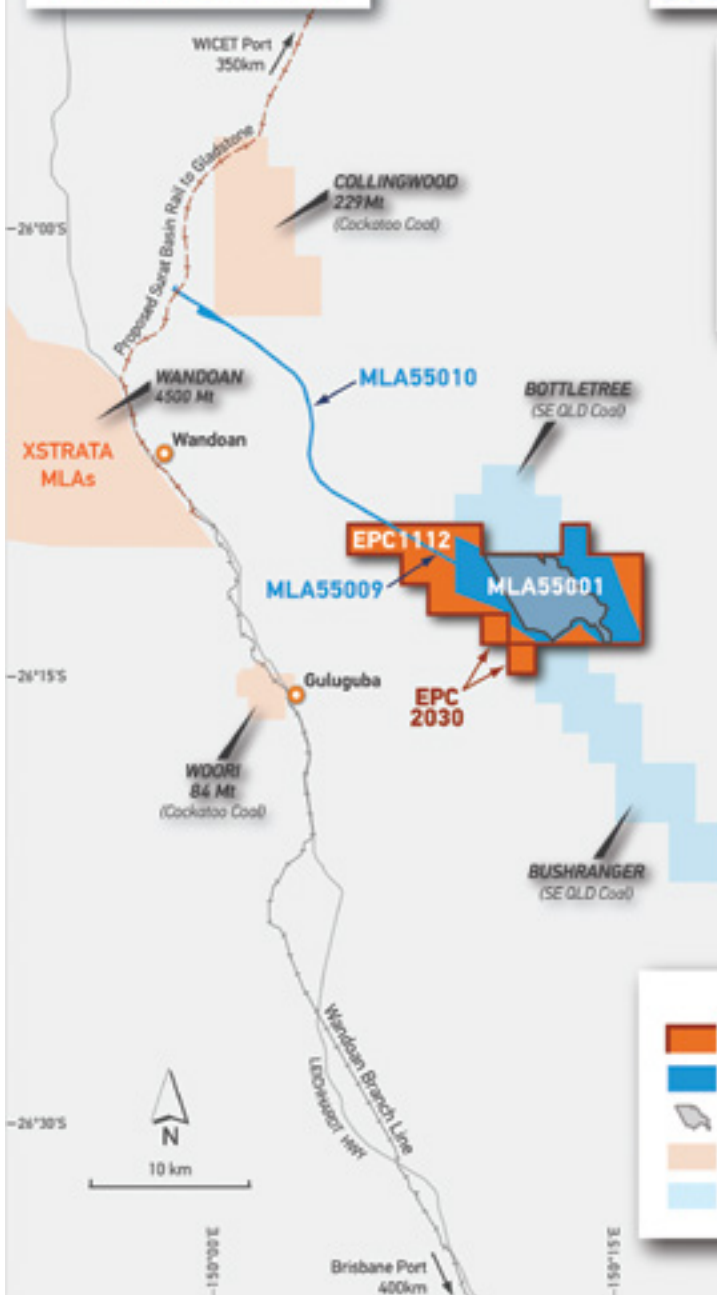 WICET Port
350km
Proposed Surat Basin Rail to Gladstone
COLLINGWOOD
229Mt
(Cockatoo Coal)
26°00'S
MLA55010
WANDOAN
4500 Mt
BOTTLETREE
(SE QLD Coal)
Wandoan
XSTRATA
MLAs
EPC1112
MLA55009
MLA55001
26°15'S
Guluguba
EPC
2030
WOORI
84 Mt
(Cockatoo Coal)
BUSHRANGER
(SE QLD Coal)
Wandoan Branch Line
LEICHHARDT HWY
26°30'S
N
10 km
150°00'E
150°15'E
Brisbane Port
400km